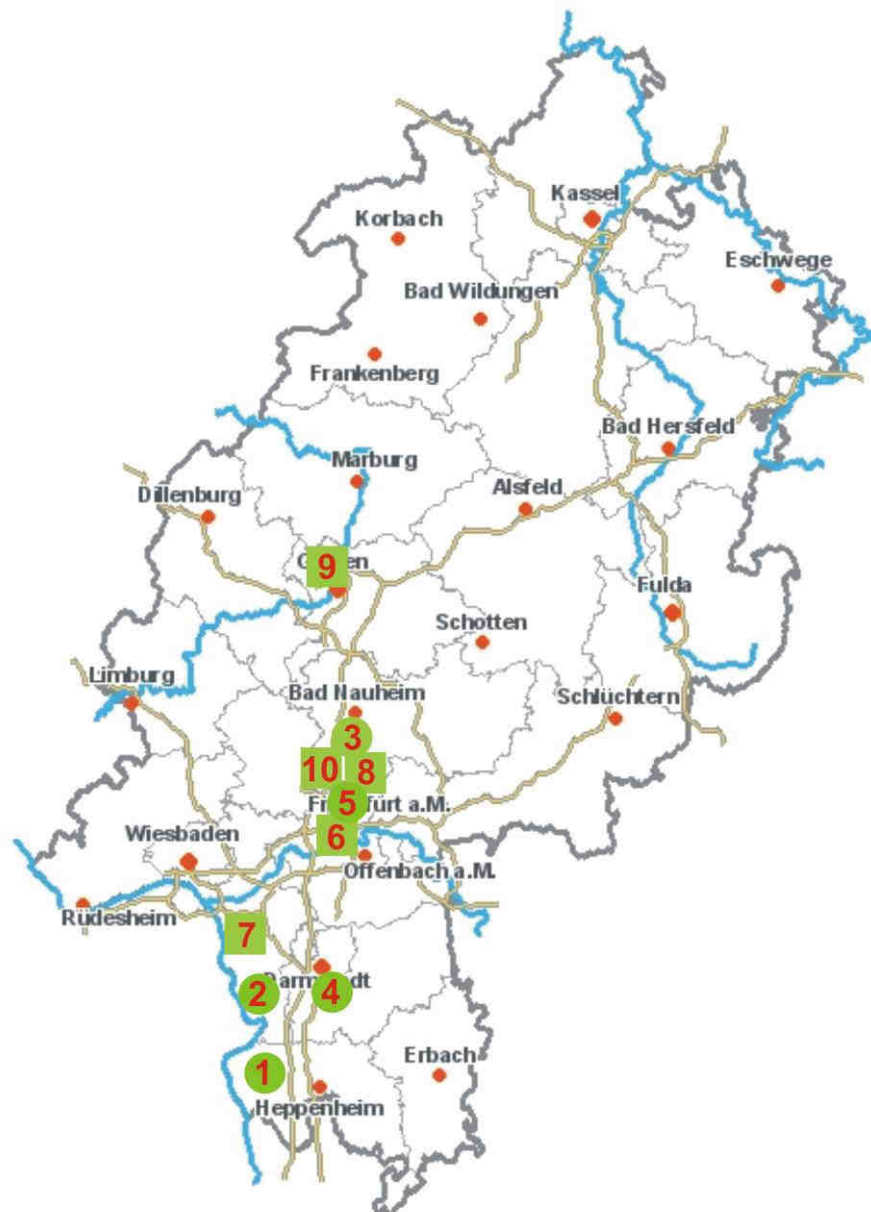 Kassel
Korbach
Eschwege
Bad Wildungen
Frankenberg
Bad Hersfeld
Marburg
Alsfeld
Dillenburg
9
Fulda
Schotten
Limburg
Bad Nauheim
Schlüchtern
3
10
8
5
a.M.
6
Wiesbaden
Offenbach a.M.
Rüdesheim
7
2
4
Erbach
1
Heppenheim